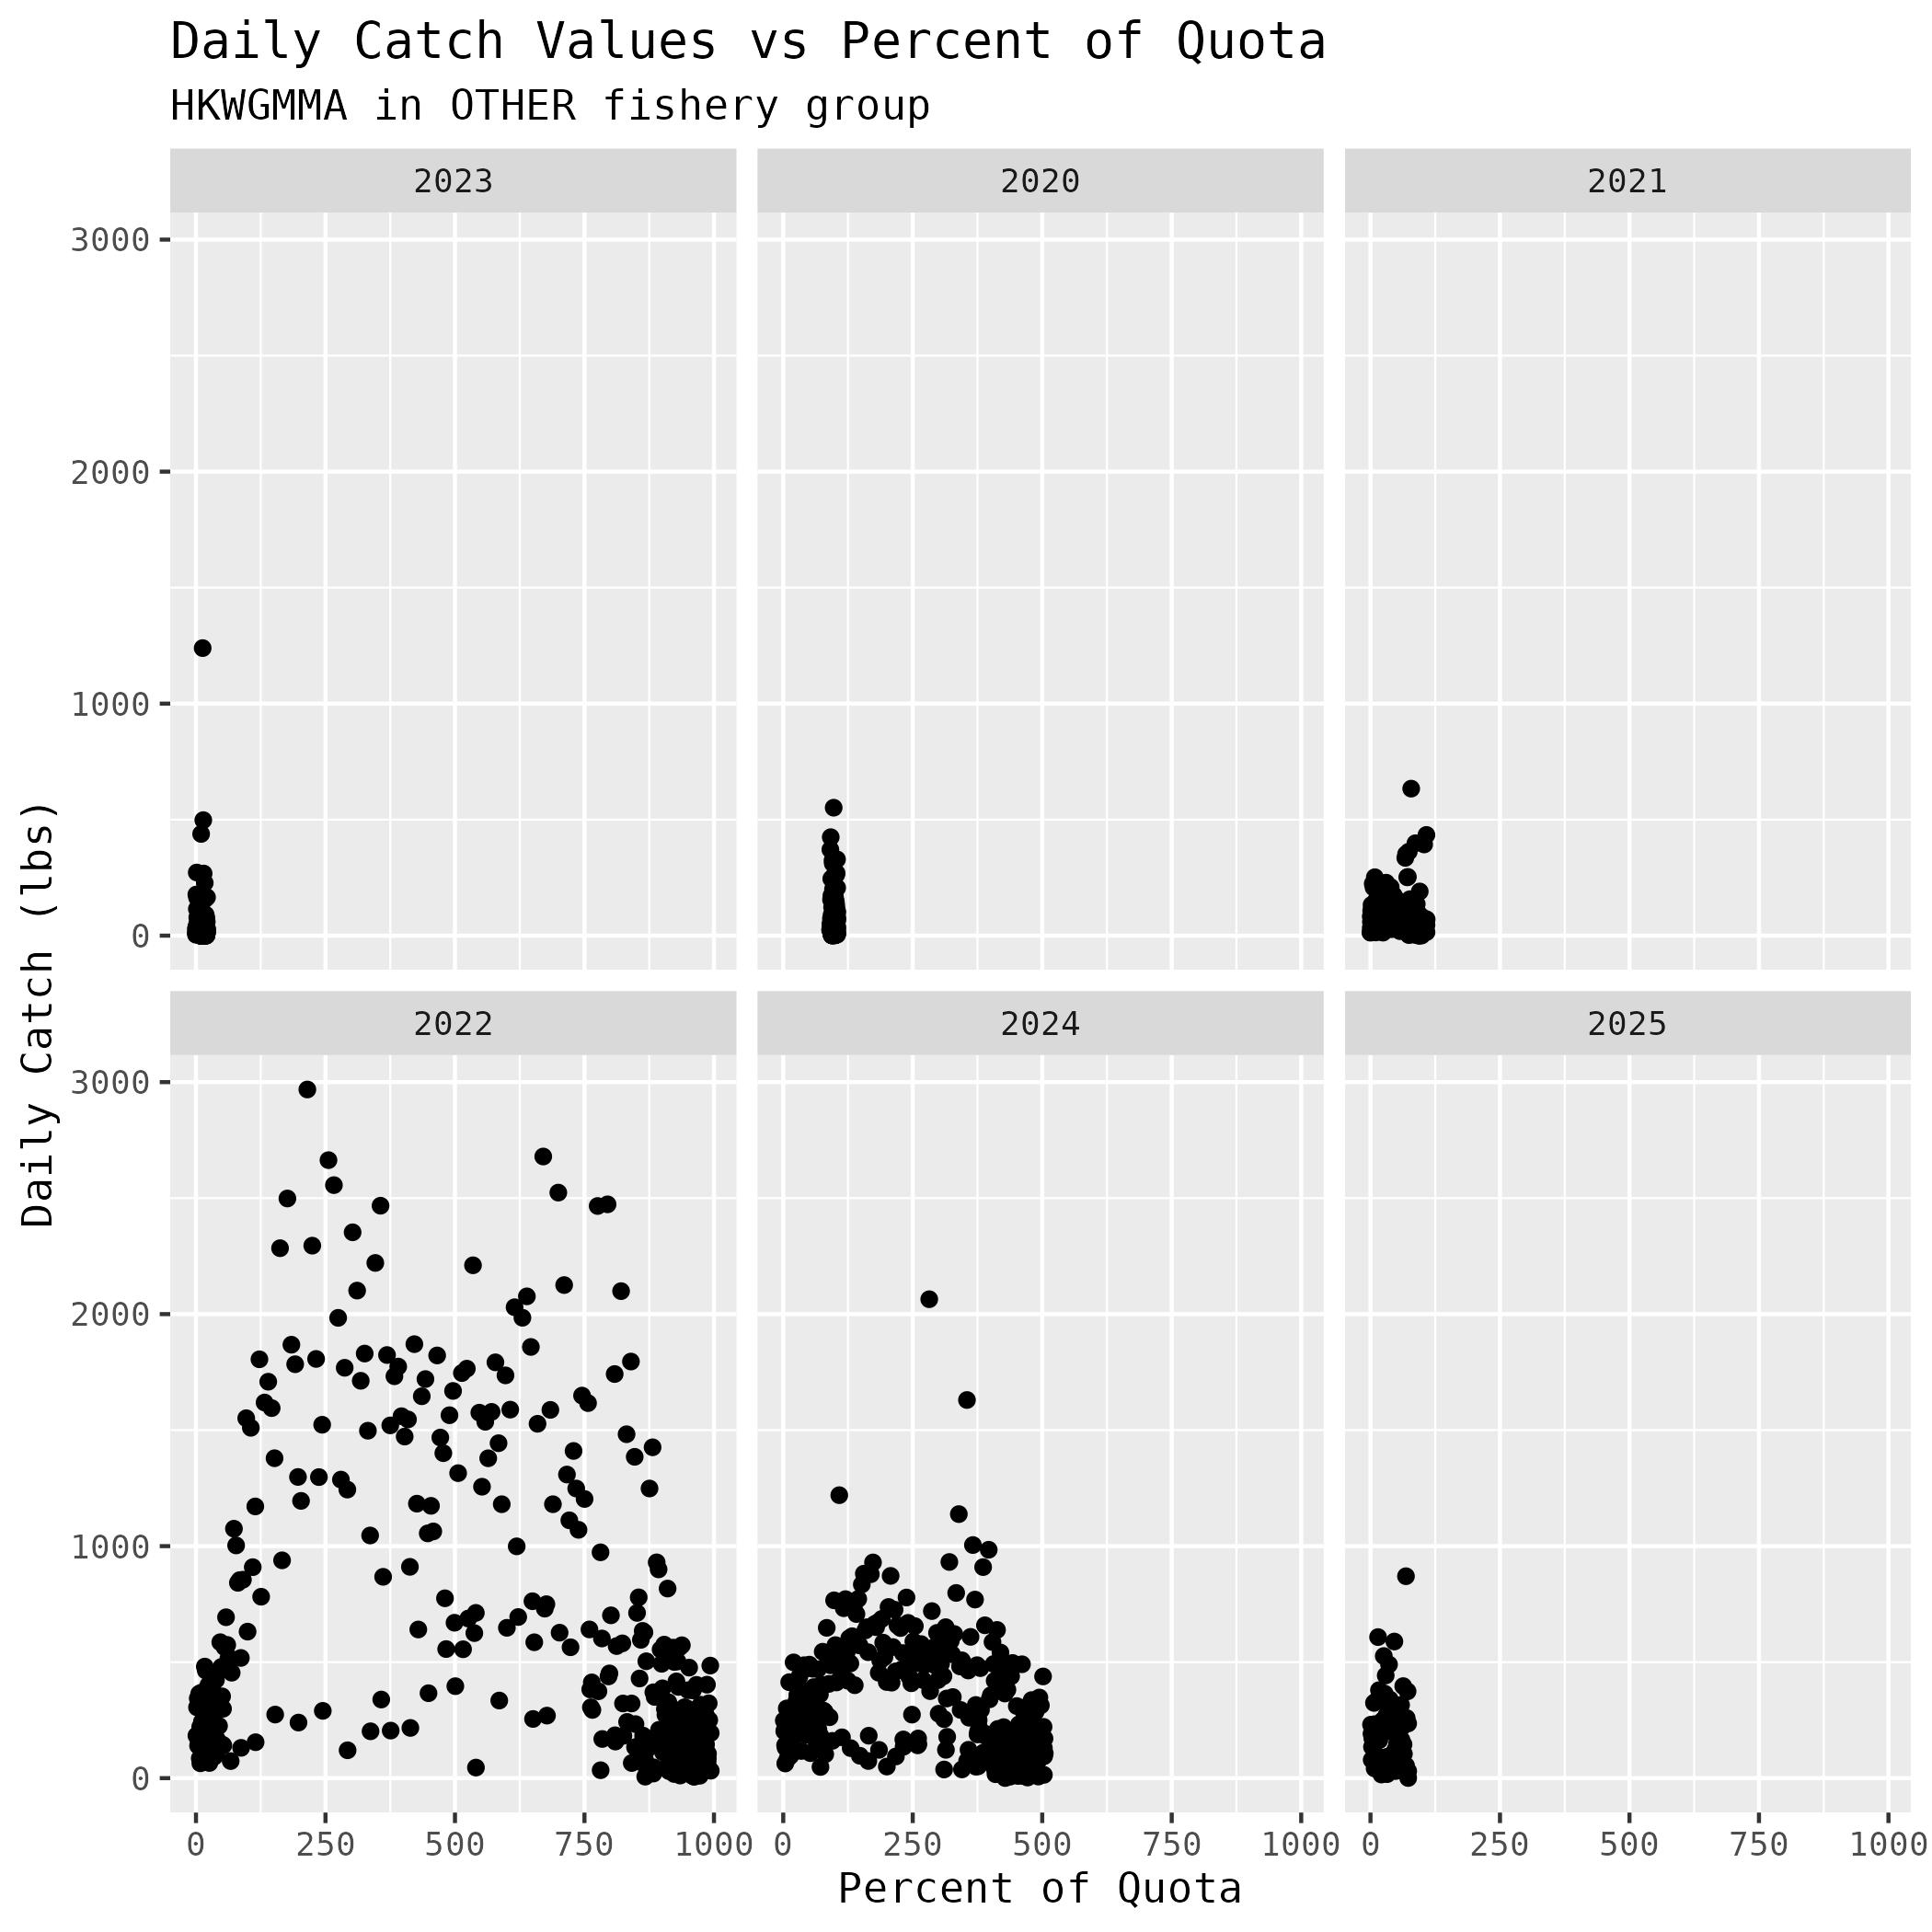 Daily Catch Values vs Percent of Quota
HKWGMMA in OTHER fishery group
2023 2020 2021
3000
2000
1000
0
2022 2024 2025
3000
2000
1000
0
0 250 500 750 1000 0 250 500 750 1000 0 250 500 750 1000
Percent of Quota
Daily Catch (lbs)